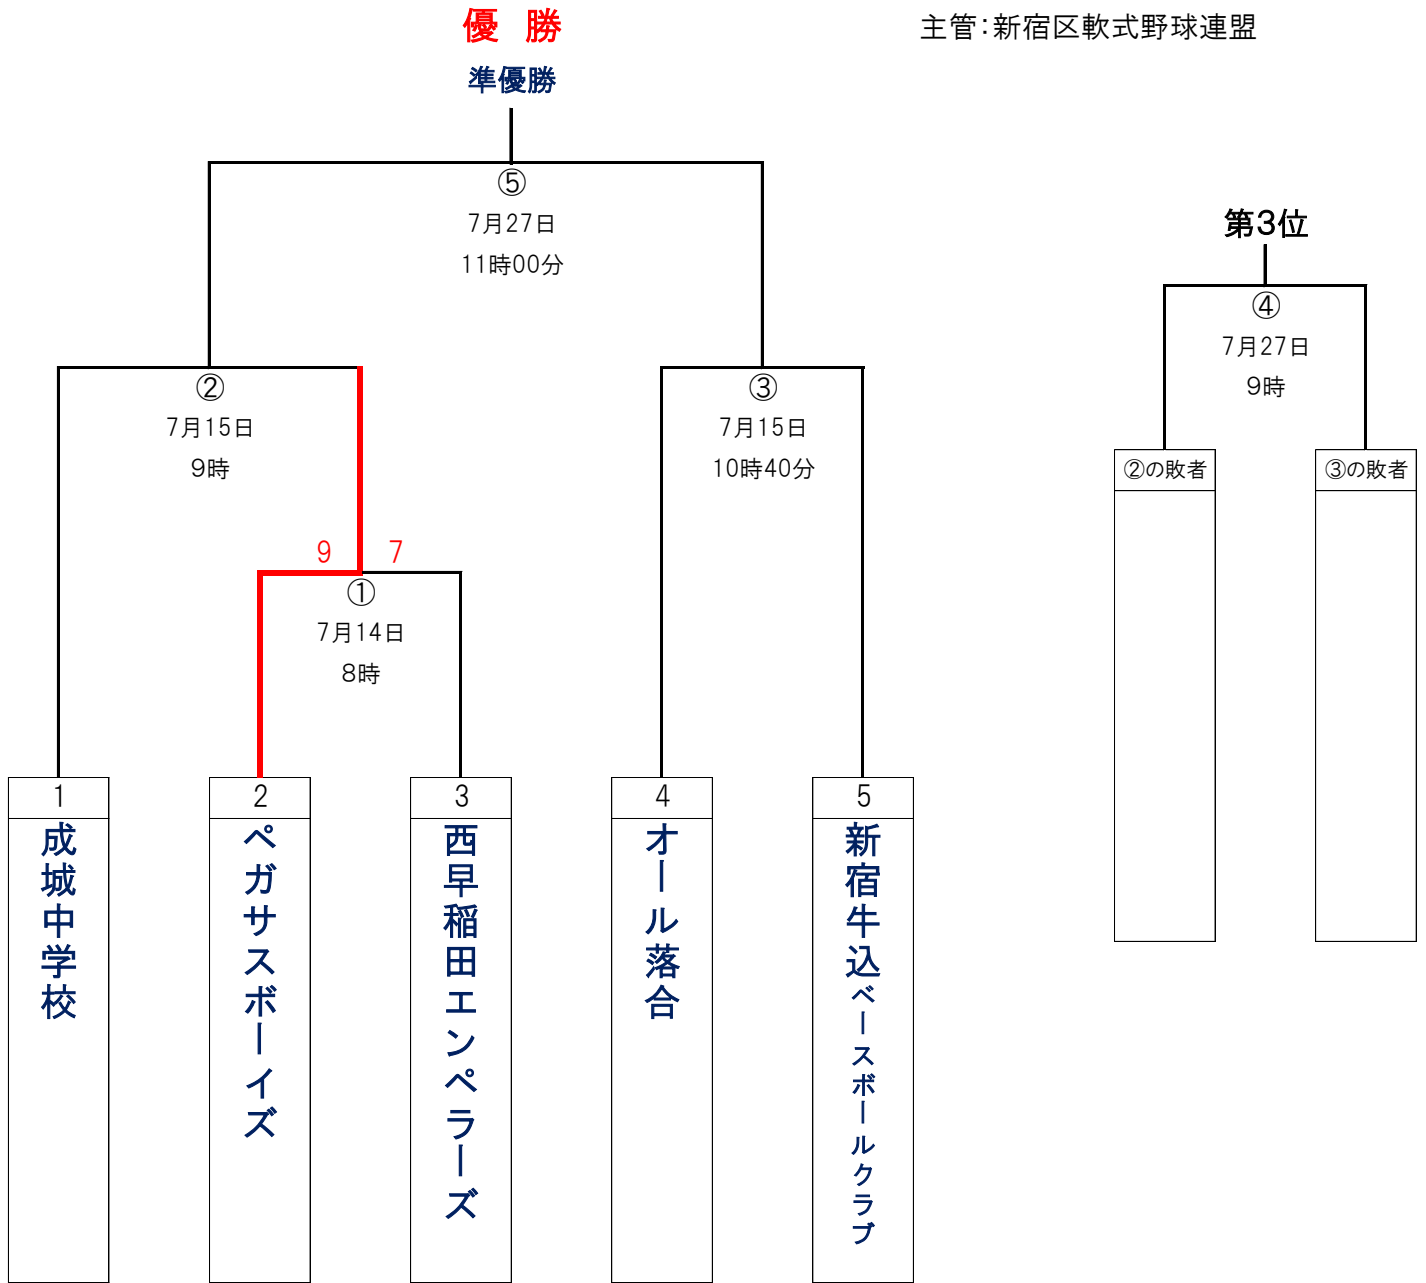 優　勝
主管：新宿区軟式野球連盟
準優勝
⑤
7月27日
11時00分
第3位
④
7月27日
9時
②
7月15日
9時
③
7月15日
10時40分
②の敗者
③の敗者
9
7
①
7月14日
8時
1
成城中学校
2
ペガサスボーイズ
3
西早稲田エンペラーズ
4
オール落合
5
新宿牛込ベースボールクラブ